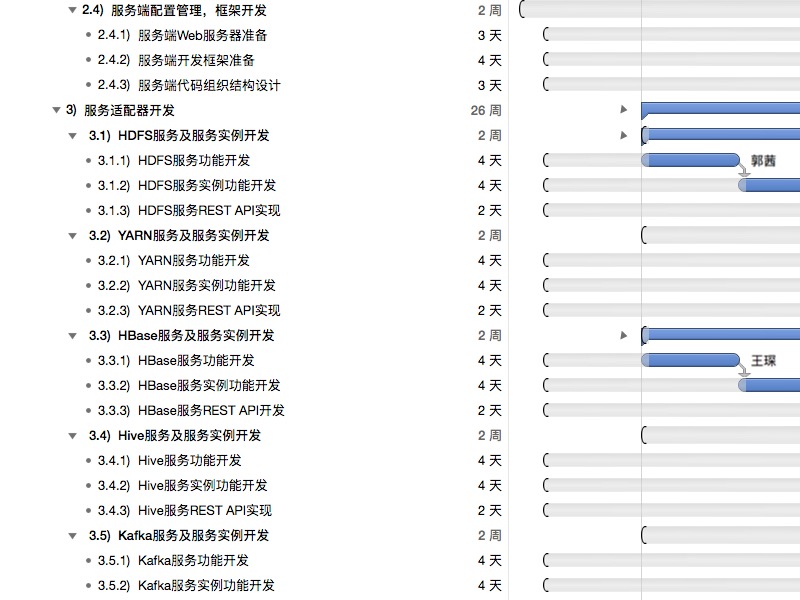 2.4) 服务端配置管理，框架开发 2 周
2.4.1) 服务端Web服务器准备 3 天
2.4.2) 服务端开发框架准备 4 天
2.4.3) 服务端代码组织结构设计 3 天
3) 服务适配器开发 26 周
3.1) HDFS服务及服务实例开发 2 周
3.1.1) HDFS服务功能开发 4 天 郭茜
3.1.2) HDFS服务实例功能开发 4 天
3.1.3) HDFS服务REST API实现 2 天
3.2) YARN服务及服务实例开发 2 周
3.2.1) YARN服务功能开发 4 天
3.2.2) YARN服务实例功能开发 4 天
3.2.3) YARN服务REST API实现 2 天
3.3) HBase服务及服务实例开发 2 周
3.3.1) HBase服务功能开发 4 天 王琛
3.3.2) HBase服务实例功能开发 4 天
3.3.3) HBase服务REST API开发 2 天
3.4) Hive服务及服务实例开发 2 周
3.4.1) Hive服务功能开发 4 天
3.4.2) Hive服务实例功能开发 4 天
3.4.3) Hive服务REST API实现 2 天
3.5) Kafka服务及服务实例开发 2 周
3.5.1) Kafka服务功能开发 4 天
3.5.2) Kafka服务实例功能开发 4 天